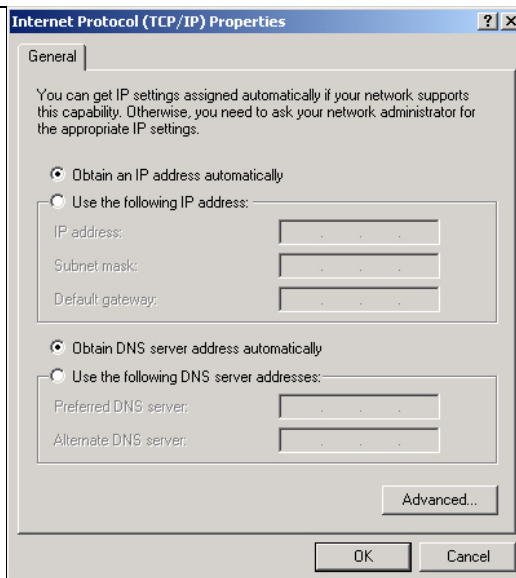 Internet Protocol (TCP/IP) Properties
General
You can get IP settings assigned automatically if your network supports
this capability. Otherwise, you need to ask your network administrator for
the appropriate IP settings.
Obtain an IP address automatically
Use the following IP address:
IP address:
Subnet mask:
Default gateway:
Obtain DNS server address automatically
Use the following DNS server addresses:
Preferred DNS server:
Alternate DNS server:
Advanced...
OK Cancel